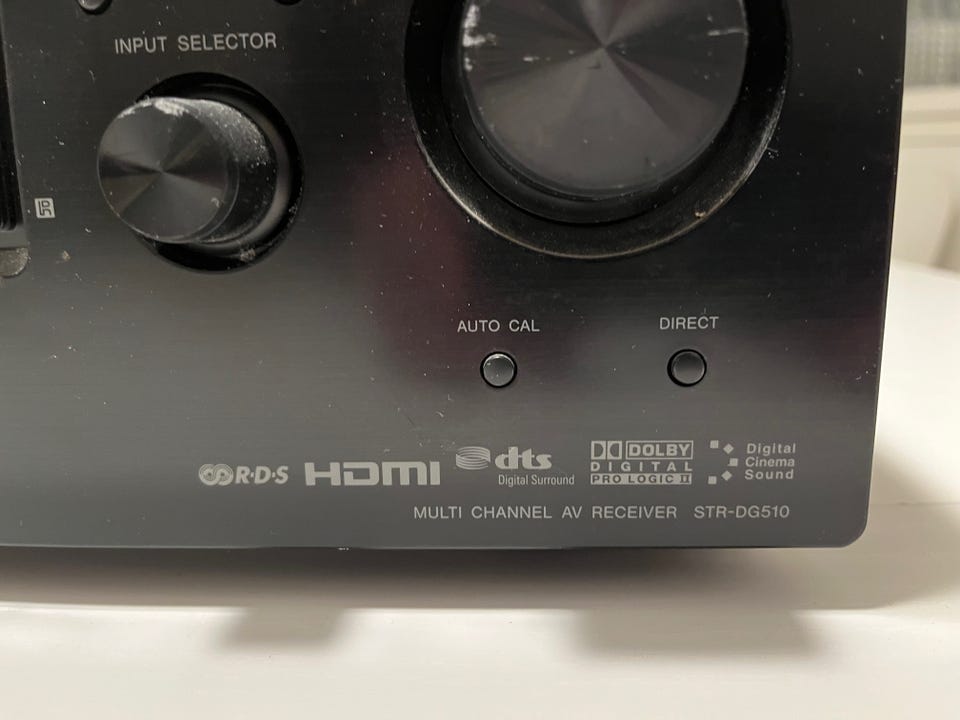 INPUT SELECTOR
AUTO CAL
DIRECT
R·D·S
HDMI
dts
Digital Surround
DOLBY
DIGITAL
PRO LOGIC II
Digital
Cinema
Sound
MULTI CHANNEL AV RECEIVER STR-DG510